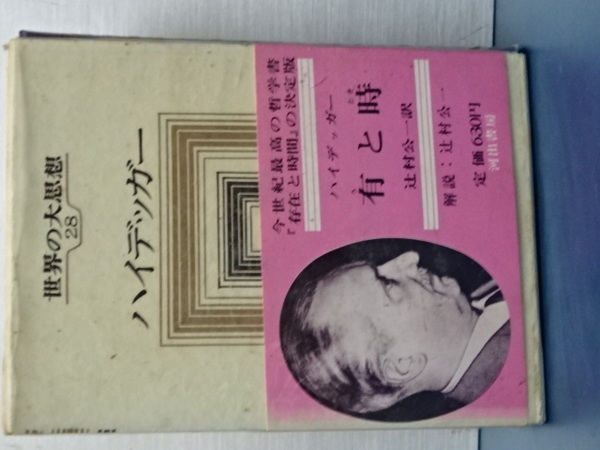 世界の大思想
28
ハイデッガー
今世紀最高の哲学書
『存在と時間』の決定版
ハイデッガー
有と時
う
とき
辻村公一訳
解説：辻村公一
定価630円
河出書房